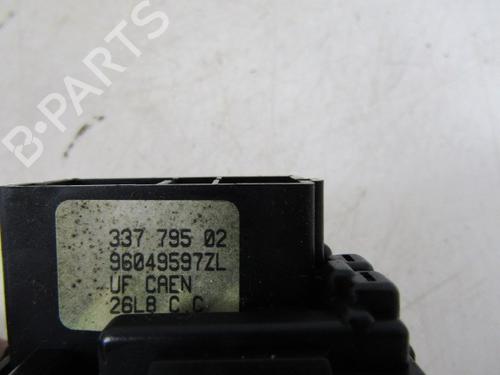 B-PARTS
337 795 02
96049597ZL
UF CAEN
26L8 C.C.